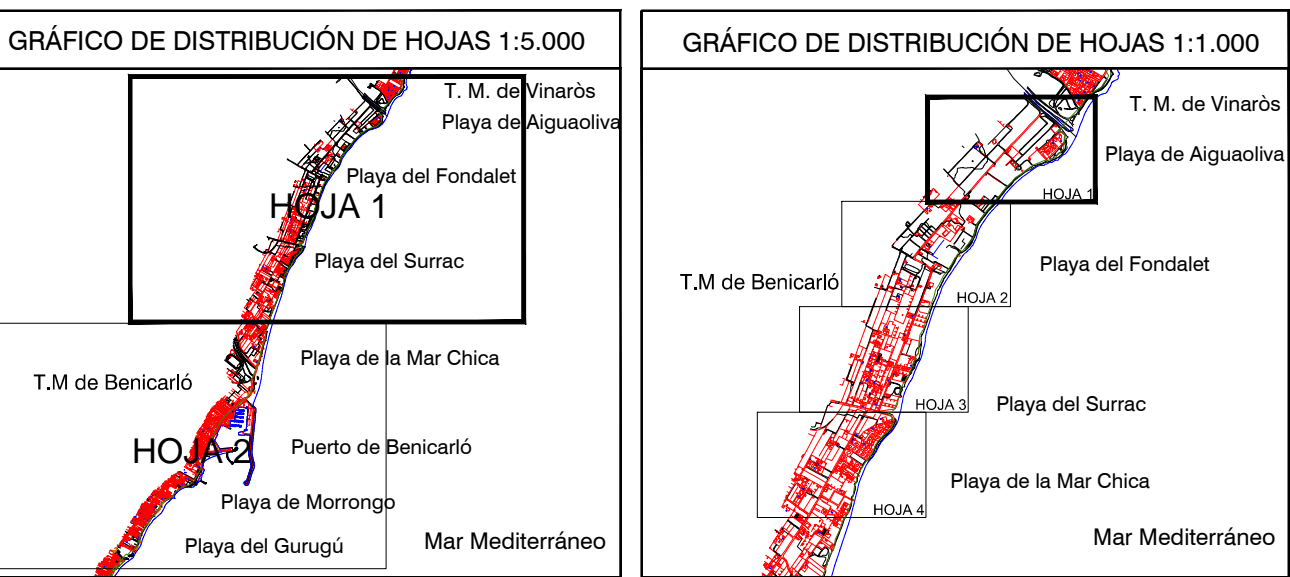 GRÁFICO DE DISTRIBUCIÓN DE HOJAS 1:5.000
T. M. de Vinaròs
Playa de Aiguaoliva
Playa del Fondalet
HOJA 1
Playa del Surrac
Playa de la Mar Chica
T.M de Benicarló
HOJA 2
Puerto de Benicarló
Playa de Morrongo
Playa del Gurugú
Mar Mediterráneo
GRÁFICO DE DISTRIBUCIÓN DE HOJAS 1:1.000
T. M. de Vinaròs
Playa de Aiguaoliva
HOJA 1
Playa del Fondalet
T.M de Benicarló
HOJA 2
HOJA 3
Playa del Surrac
Playa de la Mar Chica
HOJA 4
Mar Mediterráneo